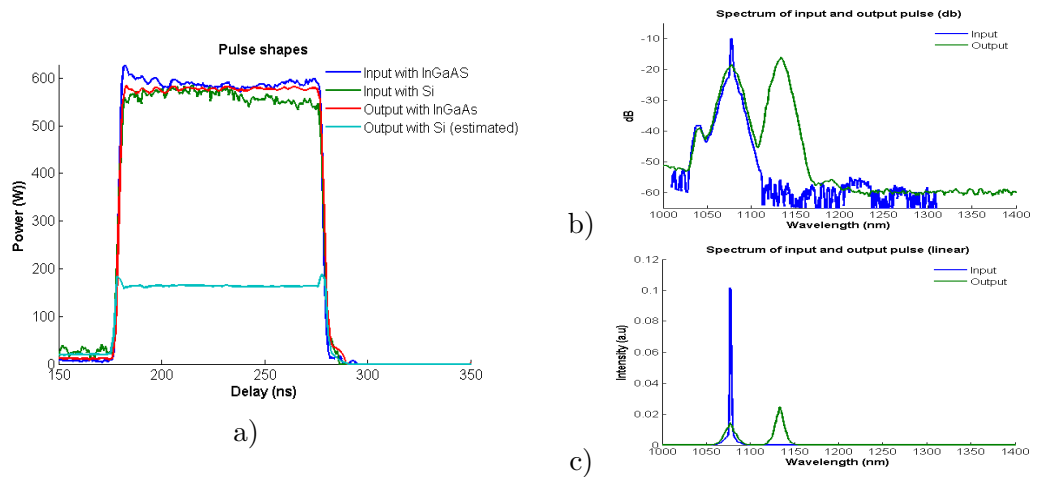 Pulse shapes
Power (W))
600
500
400
300
200
100
0
150
200
250
300
350
Delay (ns)
Input with InGaAS
Input with Si
Output with InGaAs
Output with Si (estimated)
a)
Spectrum of input and output pulse (db)
dB
-10
-20
-30
-40
-50
-60
1000
1050
1100
1150
1200
1250
1300
1350
1400
Wavelength (nm)
Input
Output
b)
Spectrum of input and output pulse (linear)
Intensity (a.u)
0.12
0.1
0.08
0.06
0.04
0.02
0
1000
1050
1100
1150
1200
1250
1300
1350
1400
Wavelength (nm)
Input
Output
c)